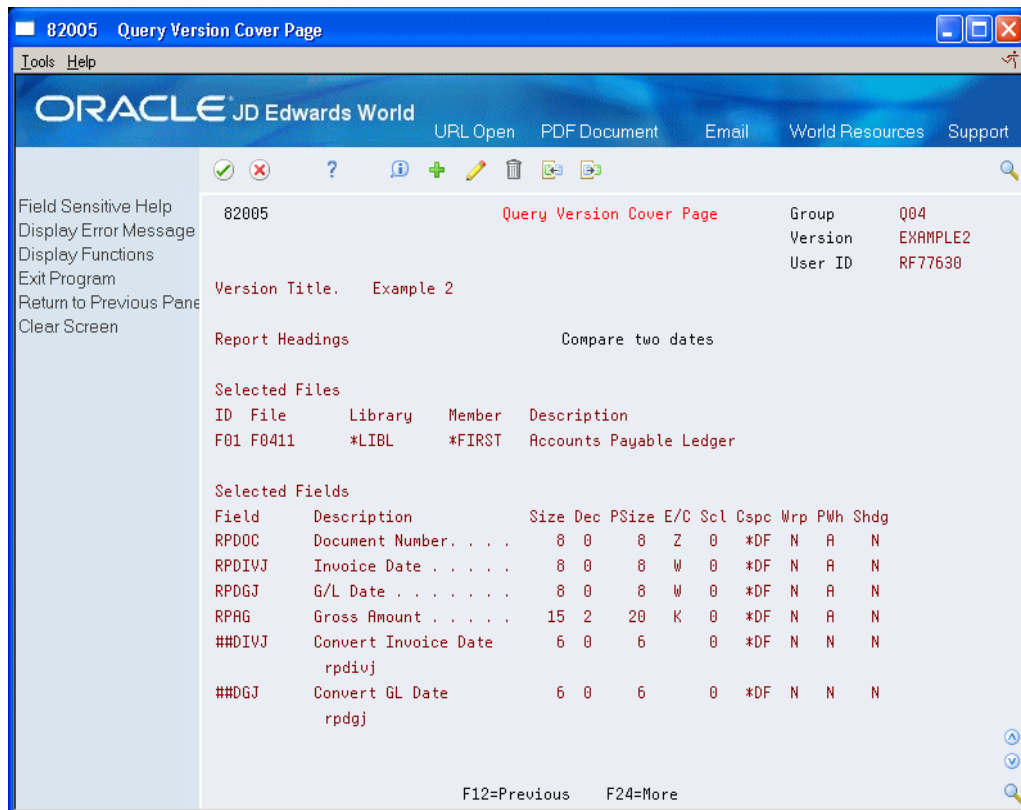 82005 Query Version Cover Page
Tools Help
ORACLE JD Edwards World
URL Open PDF Document Email World Resources Support
Field Sensitive Help
Display Error Message
Display Functions
Exit Program
Return to Previous Pane
Clear Screen
82005 Query Version Cover Page Group Q04
Version EXAMPLE2
User ID RF77630
Version Title. Example 2
Report Headings Compare two dates
Selected Files
ID File Library Member Description
F01 F0411 *LIBL *FIRST Accounts Payable Ledger
Selected Fields
Field Description Size Dec PSize E/C Scl Cspc Wrp PWh Shdg
RPDOC Document Number. . . . 8 0 8 Z 0 *DF N A N
RPDIVJ Invoice Date . . . . . 8 0 8 W 0 *DF N A N
RPDGJ G/L Date . . . . . . . 8 0 8 W 0 *DF N A N
RPAG Gross Amount . . . . . 15 2 20 K 0 *DF N A N
##DIVJ Convert Invoice Date 6 0 6 0 *DF N N N
rpdivj
##DGJ Convert GL Date 6 0 6 0 *DF N N N
rpdgj
F12=Previous F24=More